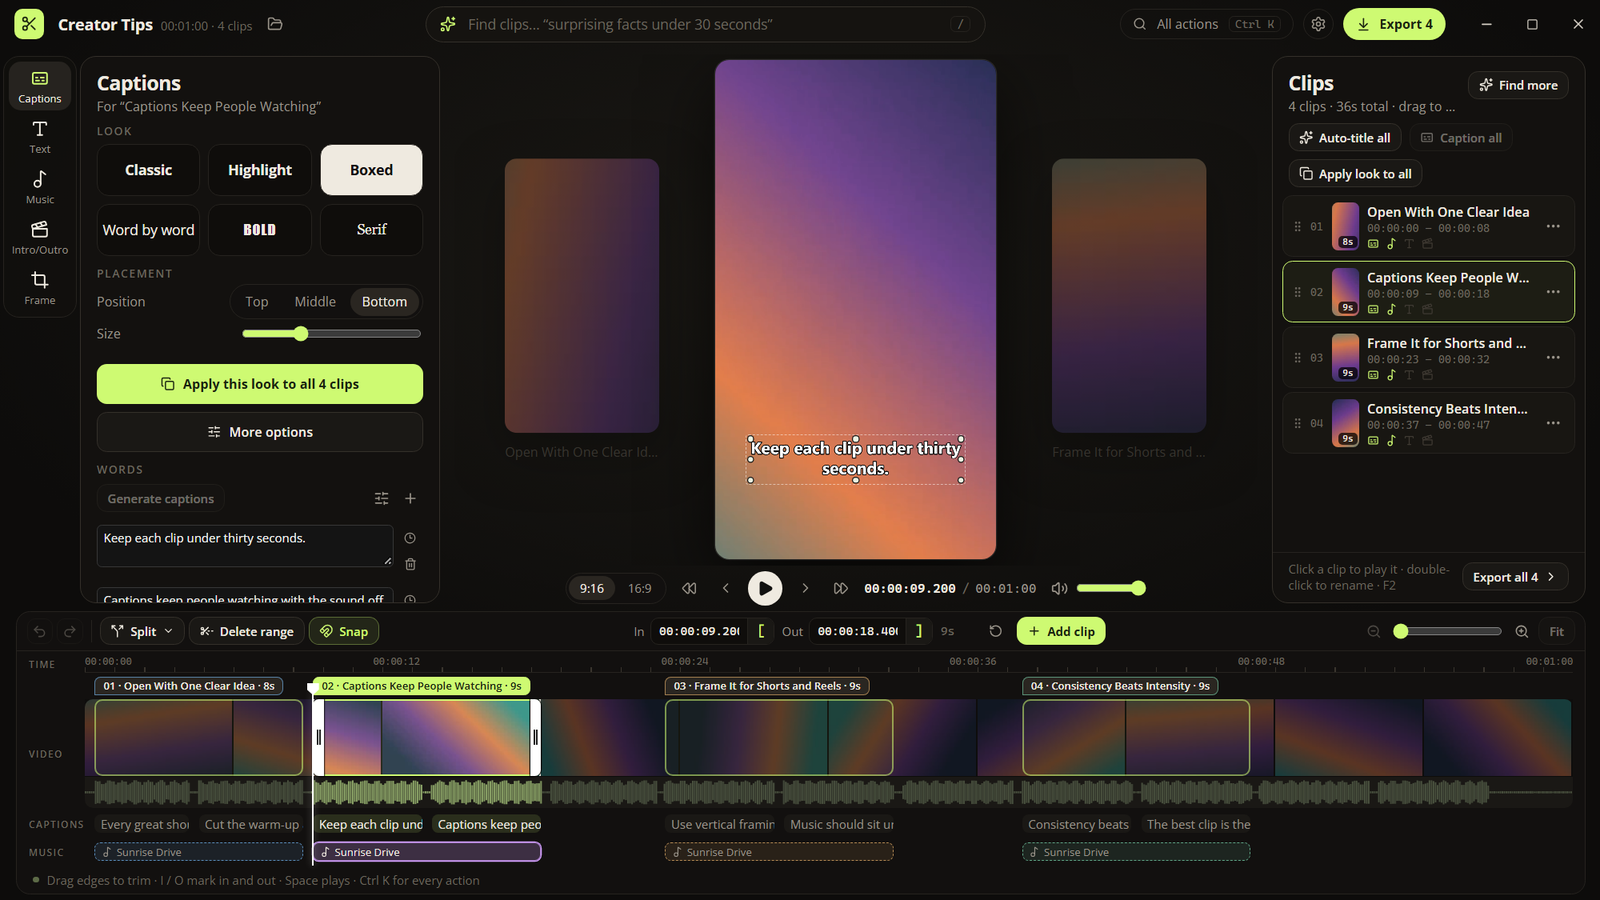 Creator Tips 00:01:00 · 4 clips
Find clips... “surprising facts under 30 seconds” /
All actions Ctrl K
Export 4
Captions
Text
Music
Intro/Outro
Frame
Captions
For “Captions Keep People Watching”
LOOK
Classic Highlight Boxed
Word by word BOLD Serif
PLACEMENT
Position Top Middle Bottom
Size
Apply this look to all 4 clips
More options
WORDS
Generate captions
Keep each clip under thirty seconds.
Captions keep people watching with the sound off
Open With One Clear Id...
Keep each clip under thirty
seconds.
Frame It for Shorts and ...
9:16 16:9 00:00:09.200 / 00:01:00
Clips
Find more
4 clips · 36s total · drag to ...
Auto-title all Caption all
Apply look to all
01 8s Open With One Clear Idea
00:00:00 – 00:00:08
02 9s Captions Keep People W...
00:00:09 – 00:00:18
03 9s Frame It for Shorts and ...
00:00:23 – 00:00:32
04 9s Consistency Beats Inten...
00:00:37 – 00:00:47
Click a clip to play it · double-
click to rename · F2
Export all 4
Split Delete range Snap
In 00:00:09.20 [ Out 00:00:18.40 ] 9s
+ Add clip
Fit
TIME 00:00:00 00:00:12 00:00:24 00:00:36 00:00:48 00:01:00
01 · Open With One Clear Idea · 8s
02 · Captions Keep People Watching · 9s
03 · Frame It for Shorts and Reels · 9s
04 · Consistency Beats Intensity · 9s
VIDEO
CAPTIONS Every great sho Cut the warm-up Keep each clip und Captions keep peo Use vertical framin Music should sit u Consistency beats The best clip is the
MUSIC Sunrise Drive Sunrise Drive Sunrise Drive Sunrise Drive
Drag edges to trim · I / O mark in and out · Space plays · Ctrl K for every action